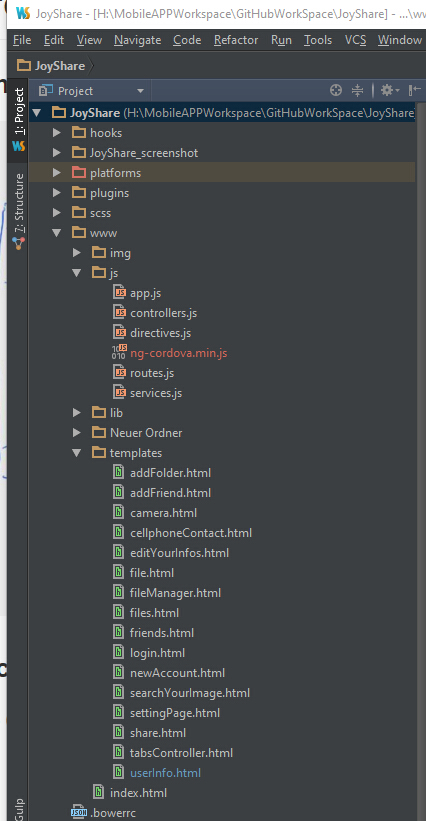 JoyShare - [H:\MobileAPPWorkspace\GitHubWorkSpace\JoyShare] - ...\w
File Edit View Navigate Code Refactor Run Tools VCS Window
JoyShare
Project
1: Project
7: Structure
Gulp
JoyShare (H:\MobileAPPWorkspace\GitHubWorkSpace\JoyShare
hooks
JoyShare_screenshot
platforms
plugins
scss
www
img
js
app.js
controllers.js
directives.js
ng-cordova.min.js
routes.js
services.js
lib
Neuer Ordner
templates
addFolder.html
addFriend.html
camera.html
cellphoneContact.html
editYourInfos.html
file.html
fileManager.html
files.html
friends.html
login.html
newAccount.html
searchYourImage.html
settingPage.html
share.html
tabsController.html
userInfo.html
index.html
.bowerrc